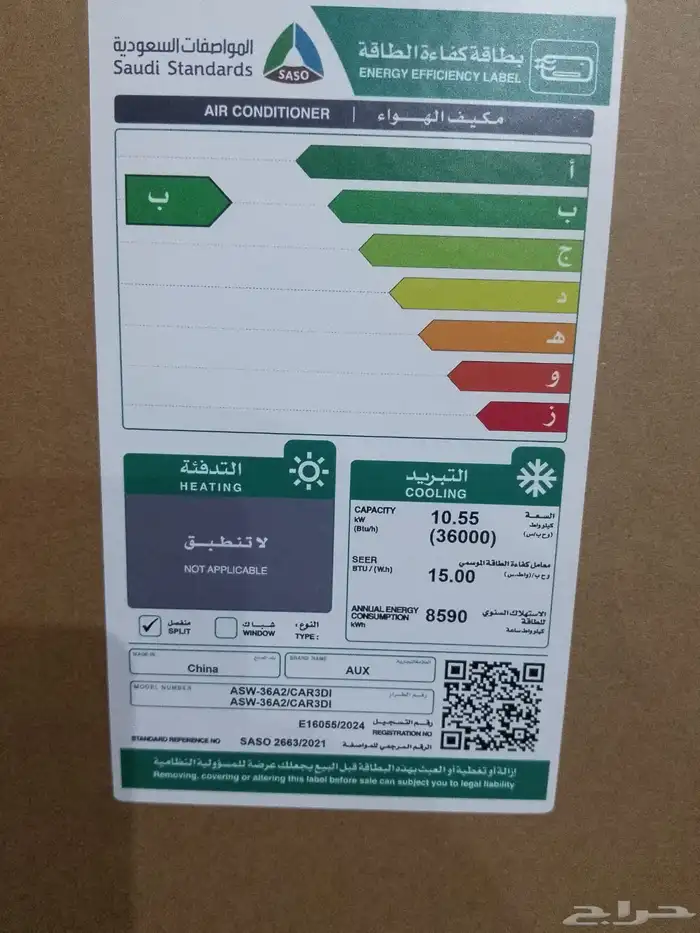 المواصفات السعودية
Saudi Standards
SASO
بطاقة كفاءة الطاقة
ENERGY EFFICIENCY LABEL
AIR CONDITIONER | مكيف الهـواء
أ
ب
ب
ج
د
هـ
و
ز
التدفئة
HEATING
لا تنطبق
NOT APPLICABLE
التبريد
COOLING
CAPACITY
kW
(Btu/h)
10.55
(36000)
السعة
كيلوواط
(وح ب/س)
SEER
BTU / (W.h)
15.00
معامل كفاءة الطاقة الموسمي
وح ب/ (واط.س)
ANNUAL ENERGY
CONSUMPTION
kWh
8590
الاستهلاك السنوي
للطاقة
كيلوواط ساعة
منفصل
SPLIT
شباك
WINDOW
النوع:
TYPE :
MADE IN
بلد الصنع
China
BRAND NAME
العلامة التجارية
AUX
MODEL NUMBER
رقم الطراز
ASW-36A2/CAR3DI
ASW-36A2/CAR3DI
E16055/2024
رقم التسجيل
REGISTRATION NO
STANDARD REFERENCE NO
SASO 2663/2021
الرقم المرجعي للمواصفة
ازالة أو تغطية أو العبث بهذه البطاقة قبل البيع يجعلك عرضة للمسؤولية النظامية
Removing, covering or altering this label before sale can subject you to legal liability
حراج